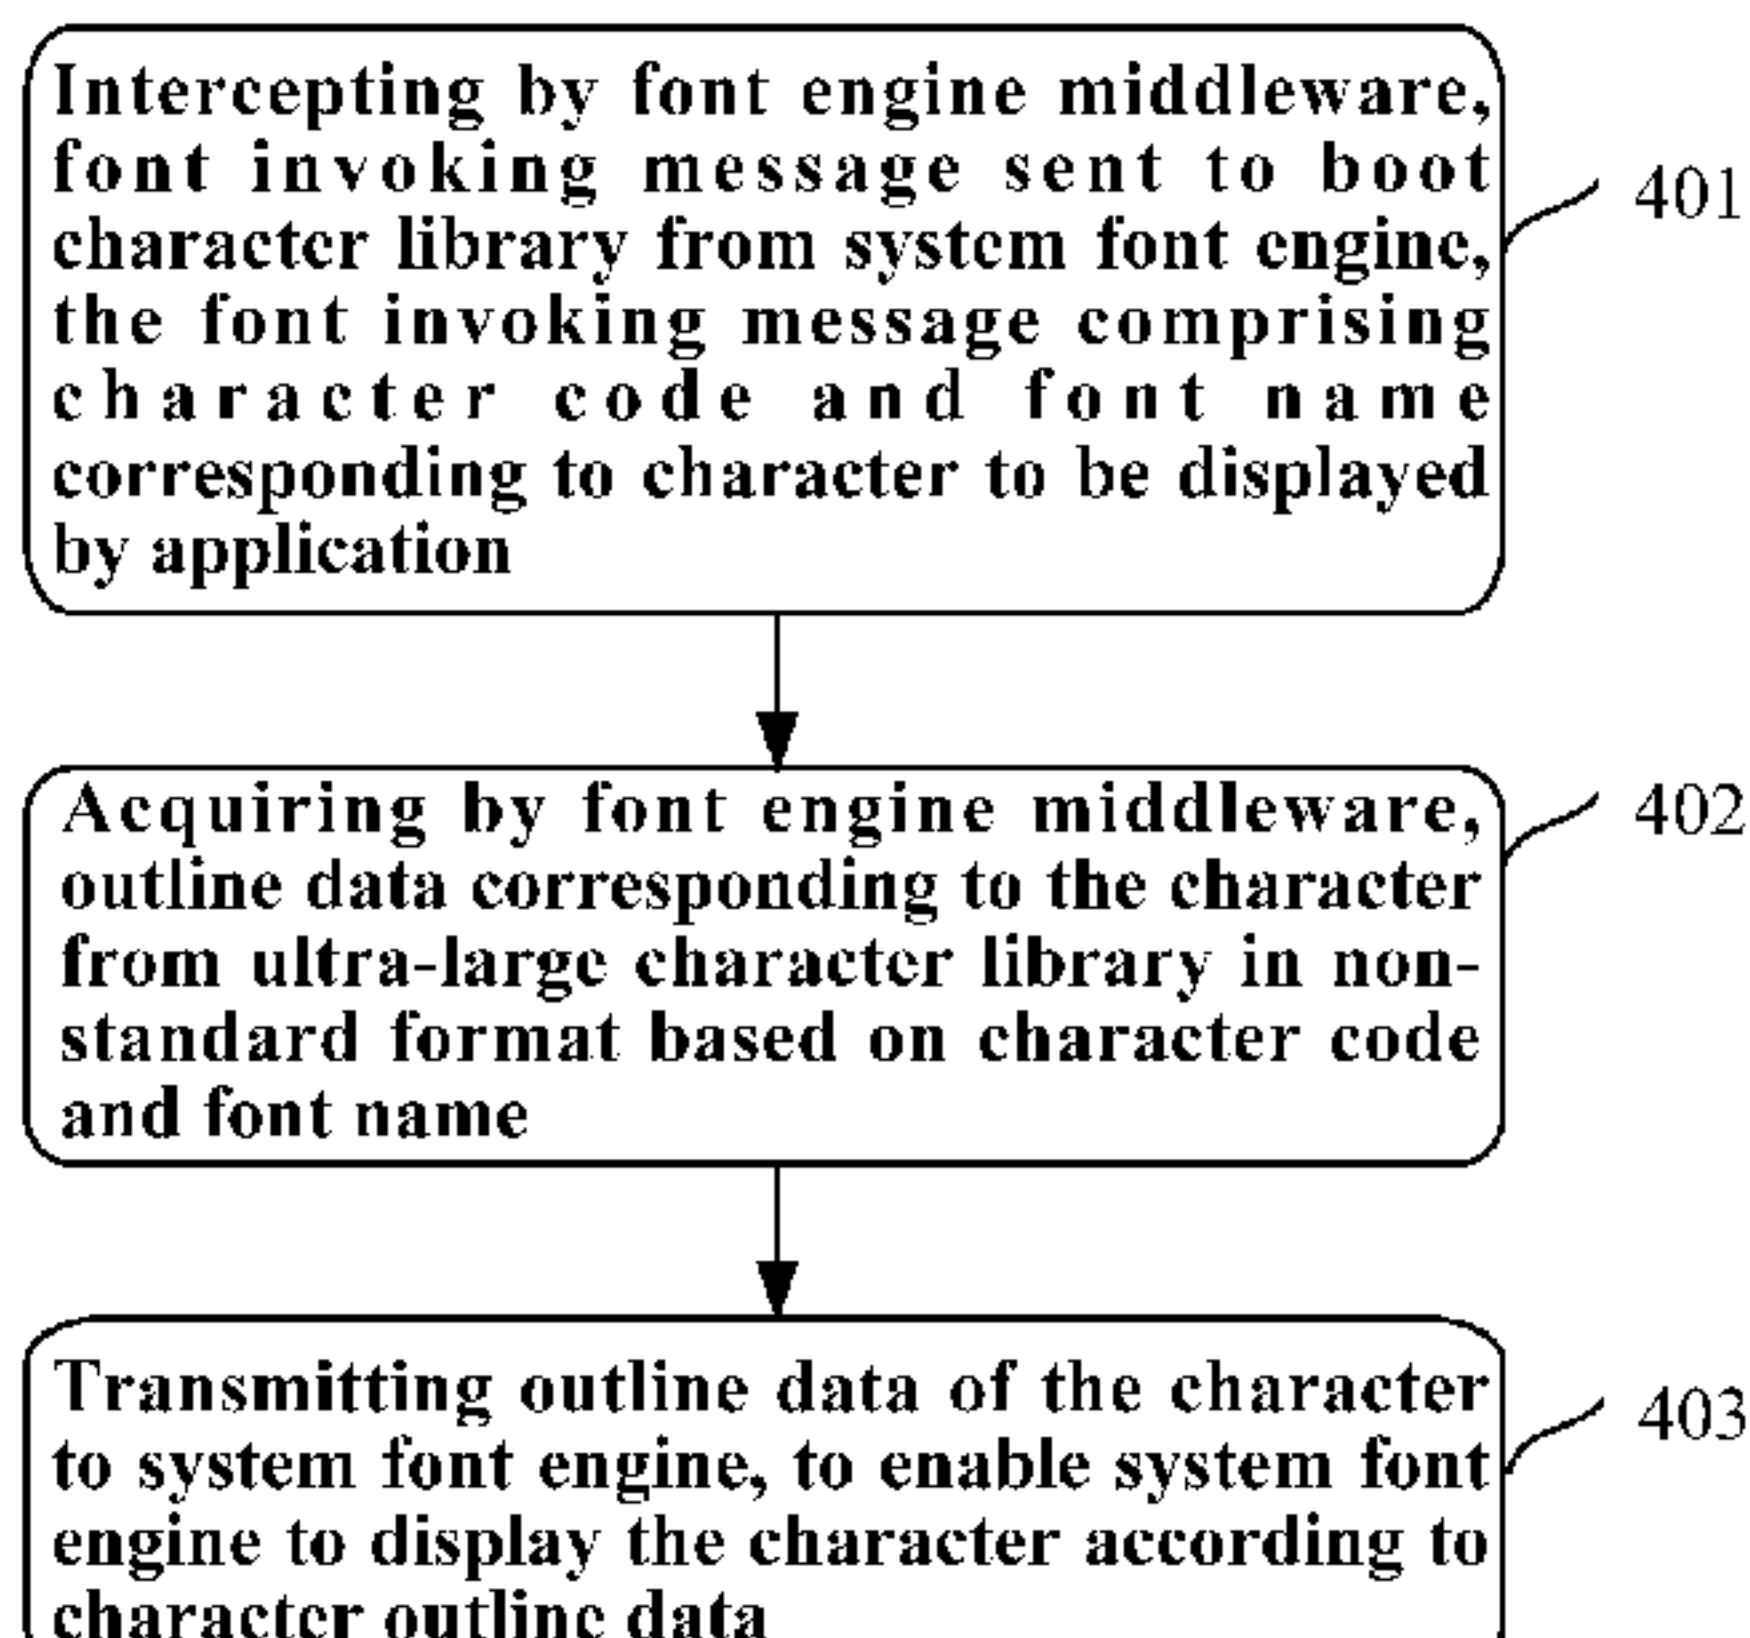 Intercepting by font engine middleware,
font invoking message sent to boot
character library from system font engine,
the font invoking message comprising
character code and font name
corresponding to character to be displayed
by application
401
Acquiring by font engine middleware,
outline data corresponding to the character
from ultra-large character library in non-
standard format based on character code
and font name
402
Transmitting outline data of the character
to system font engine, to enable system font
engine to display the character according to
character outline data
403